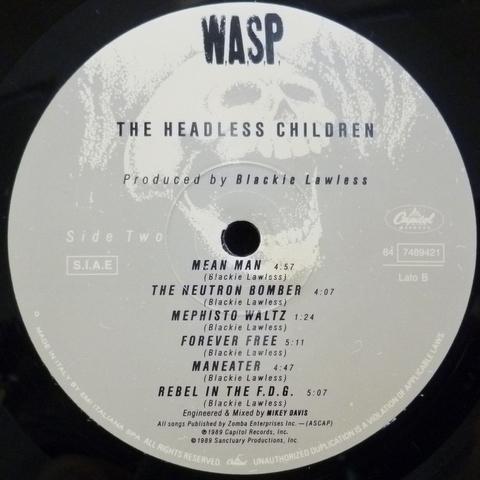 W.A.S.P.
THE HEADLESS CHILDREN
Produced by Blackie Lawless
Side Two
Capitol
RECORDS
S.I.A.E
84 7489421
Lato B
MEAN MAN 4:57
(Blackie Lawless)
THE NEUTRON BOMBER 4:07
(Blackie Lawless)
MEPHISTO WALTZ 1:24
(Blackie Lawless)
FOREVER FREE 5:11
(Blackie Lawless)
MANEATER 4:47
(Blackie Lawless)
REBEL IN THE F.D.G. 5:07
(Blackie Lawless)
Engineered & Mixed by MIKEY DAVIS
All songs Published by Zomba Enterprises Inc. — (ASCAP)
℗ 1989 Capitol Records, Inc.
© 1989 Sanctuary Productions, Inc.
MADE IN ITALY BY EMI ITALIANA SPA. ALL RIGHTS RESERVED. Capitol UNAUTHORIZED DUPLICATION IS A VIOLATION OF APPLICABLE LAWS